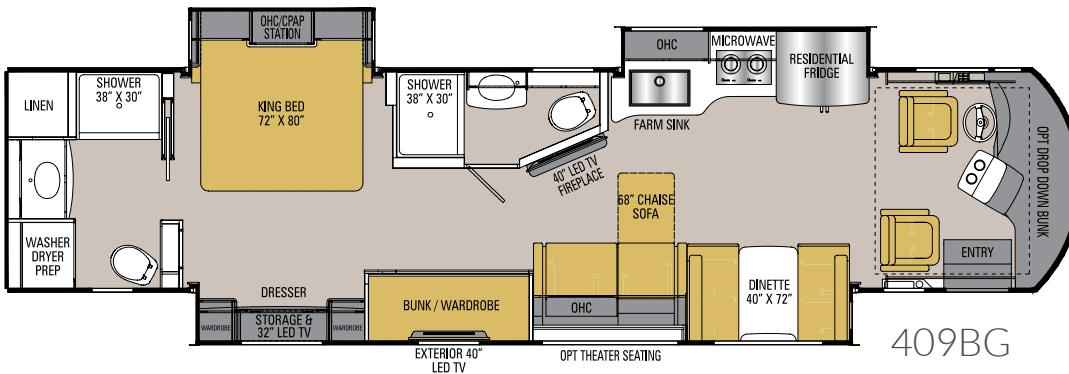 OHC/CPAP
STATION
OHC
MICROWAVE
RESIDENTIAL
FRIDGE
LINEN
SHOWER
38" X 30"
KING BED
72" X 80"
SHOWER
38" X 30"
FARM SINK
40" LED TV
FIREPLACE
68" CHAISE
SOFA
OPT DROP DOWN BUNK
WASHER
DRYER
PREP
ENTRY
DRESSER
WARDROBE
STORAGE &
32" LED TV
WARDROBE
BUNK / WARDROBE
OHC
DINETTE
40" X 72"
EXTERIOR 40"
LED TV
OPT THEATER SEATING
409BG